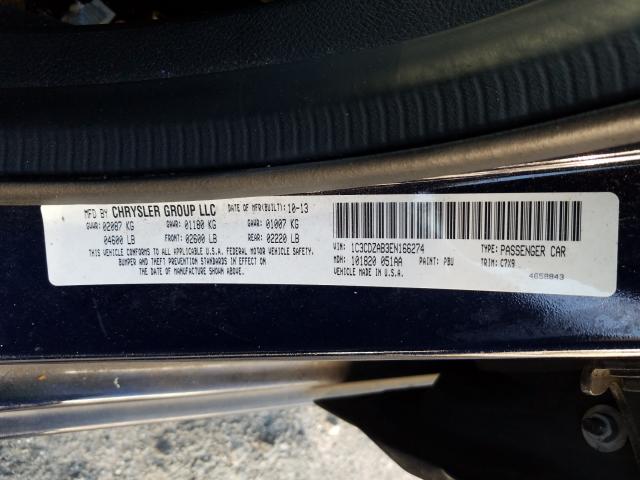 MFD BY CHRYSLER GROUP LLC DATE OF MFR(BUILT): 10-13
GVWR: 02087 KG GAWR: 01180 KG GAWR: 01007 KG
04600 LB FRONT: 02600 LB REAR: 02220 LB
THIS VEHICLE CONFORMS TO ALL APPLICABLE U.S.A. FEDERAL MOTOR VEHICLE SAFETY,
BUMPER AND THEFT PREVENTION STANDARDS IN EFFECT ON
THE DATE OF MANUFACTURE SHOWN ABOVE.
VIN: 1C3CDZAB3EN166274 TYPE: PASSENGER CAR
MDH: 101820 051AA PAINT: PBU TRIM: C7X9
MADE IN U.S.A. 4658843